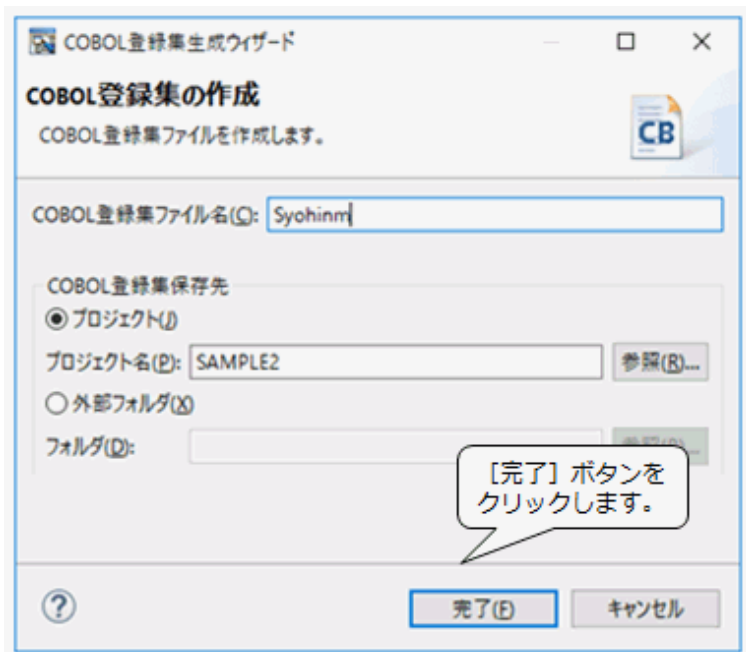 COBOL登録集生成ウィザード
COBOL登録集の作成
COBOL登録集ファイルを作成します。
CB
COBOL登録集ファイル名(C): Syohinm
COBOL登録集保存先
プロジェクト(J)
プロジェクト名(P): SAMPLE2 参照(R)...
外部フォルダ(X)
フォルダ(D):
［完了］ボタンを
クリックします。
完了(F) キャンセル